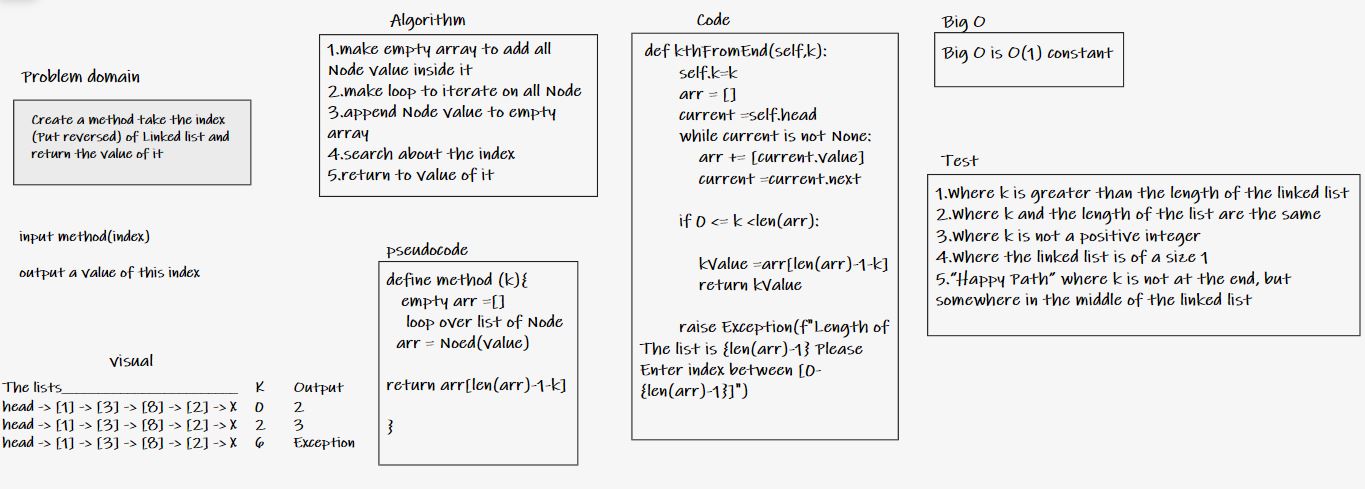 Problem domain
Create a method take the index
(Put reversed) of Linked list and
return the value of it
input method(index)
output a value of this index
visual
The lists____________________ K Output
head -> [1] -> [3] -> [8] -> [2] -> X 0 2
head -> [1] -> [3] -> [8] -> [2] -> X 2 3
head -> [1] -> [3] -> [8] -> [2] -> X 6 Exception
Algorithm
1.make empty array to add all
Node value inside it
2.make loop to iterate on all Node
3.append Node value to empty
array
4.search about the index
5.return to value of it
pseudocode
define method (k){
empty arr =[]
loop over list of Node
arr = Noed(value)
return arr[len(arr)-1-k]
}
Code
def kthFromEnd(self,k):
self.k=k
arr = []
current =self.head
while current is not None:
arr += [current.value]
current =current.next
if 0 <= k <len(arr):
kValue =arr[len(arr)-1-k]
return kValue
raise Exception(f"Length of
The list is {len(arr)-1} Please
Enter index between [0-
{len(arr)-1}]")
Big O
Big O is O(1) constant
Test
1.Where k is greater than the length of the linked list
2.Where k and the length of the list are the same
3.Where k is not a positive integer
4.Where the linked list is of a size 1
5."Happy Path" where k is not at the end, but
somewhere in the middle of the linked list